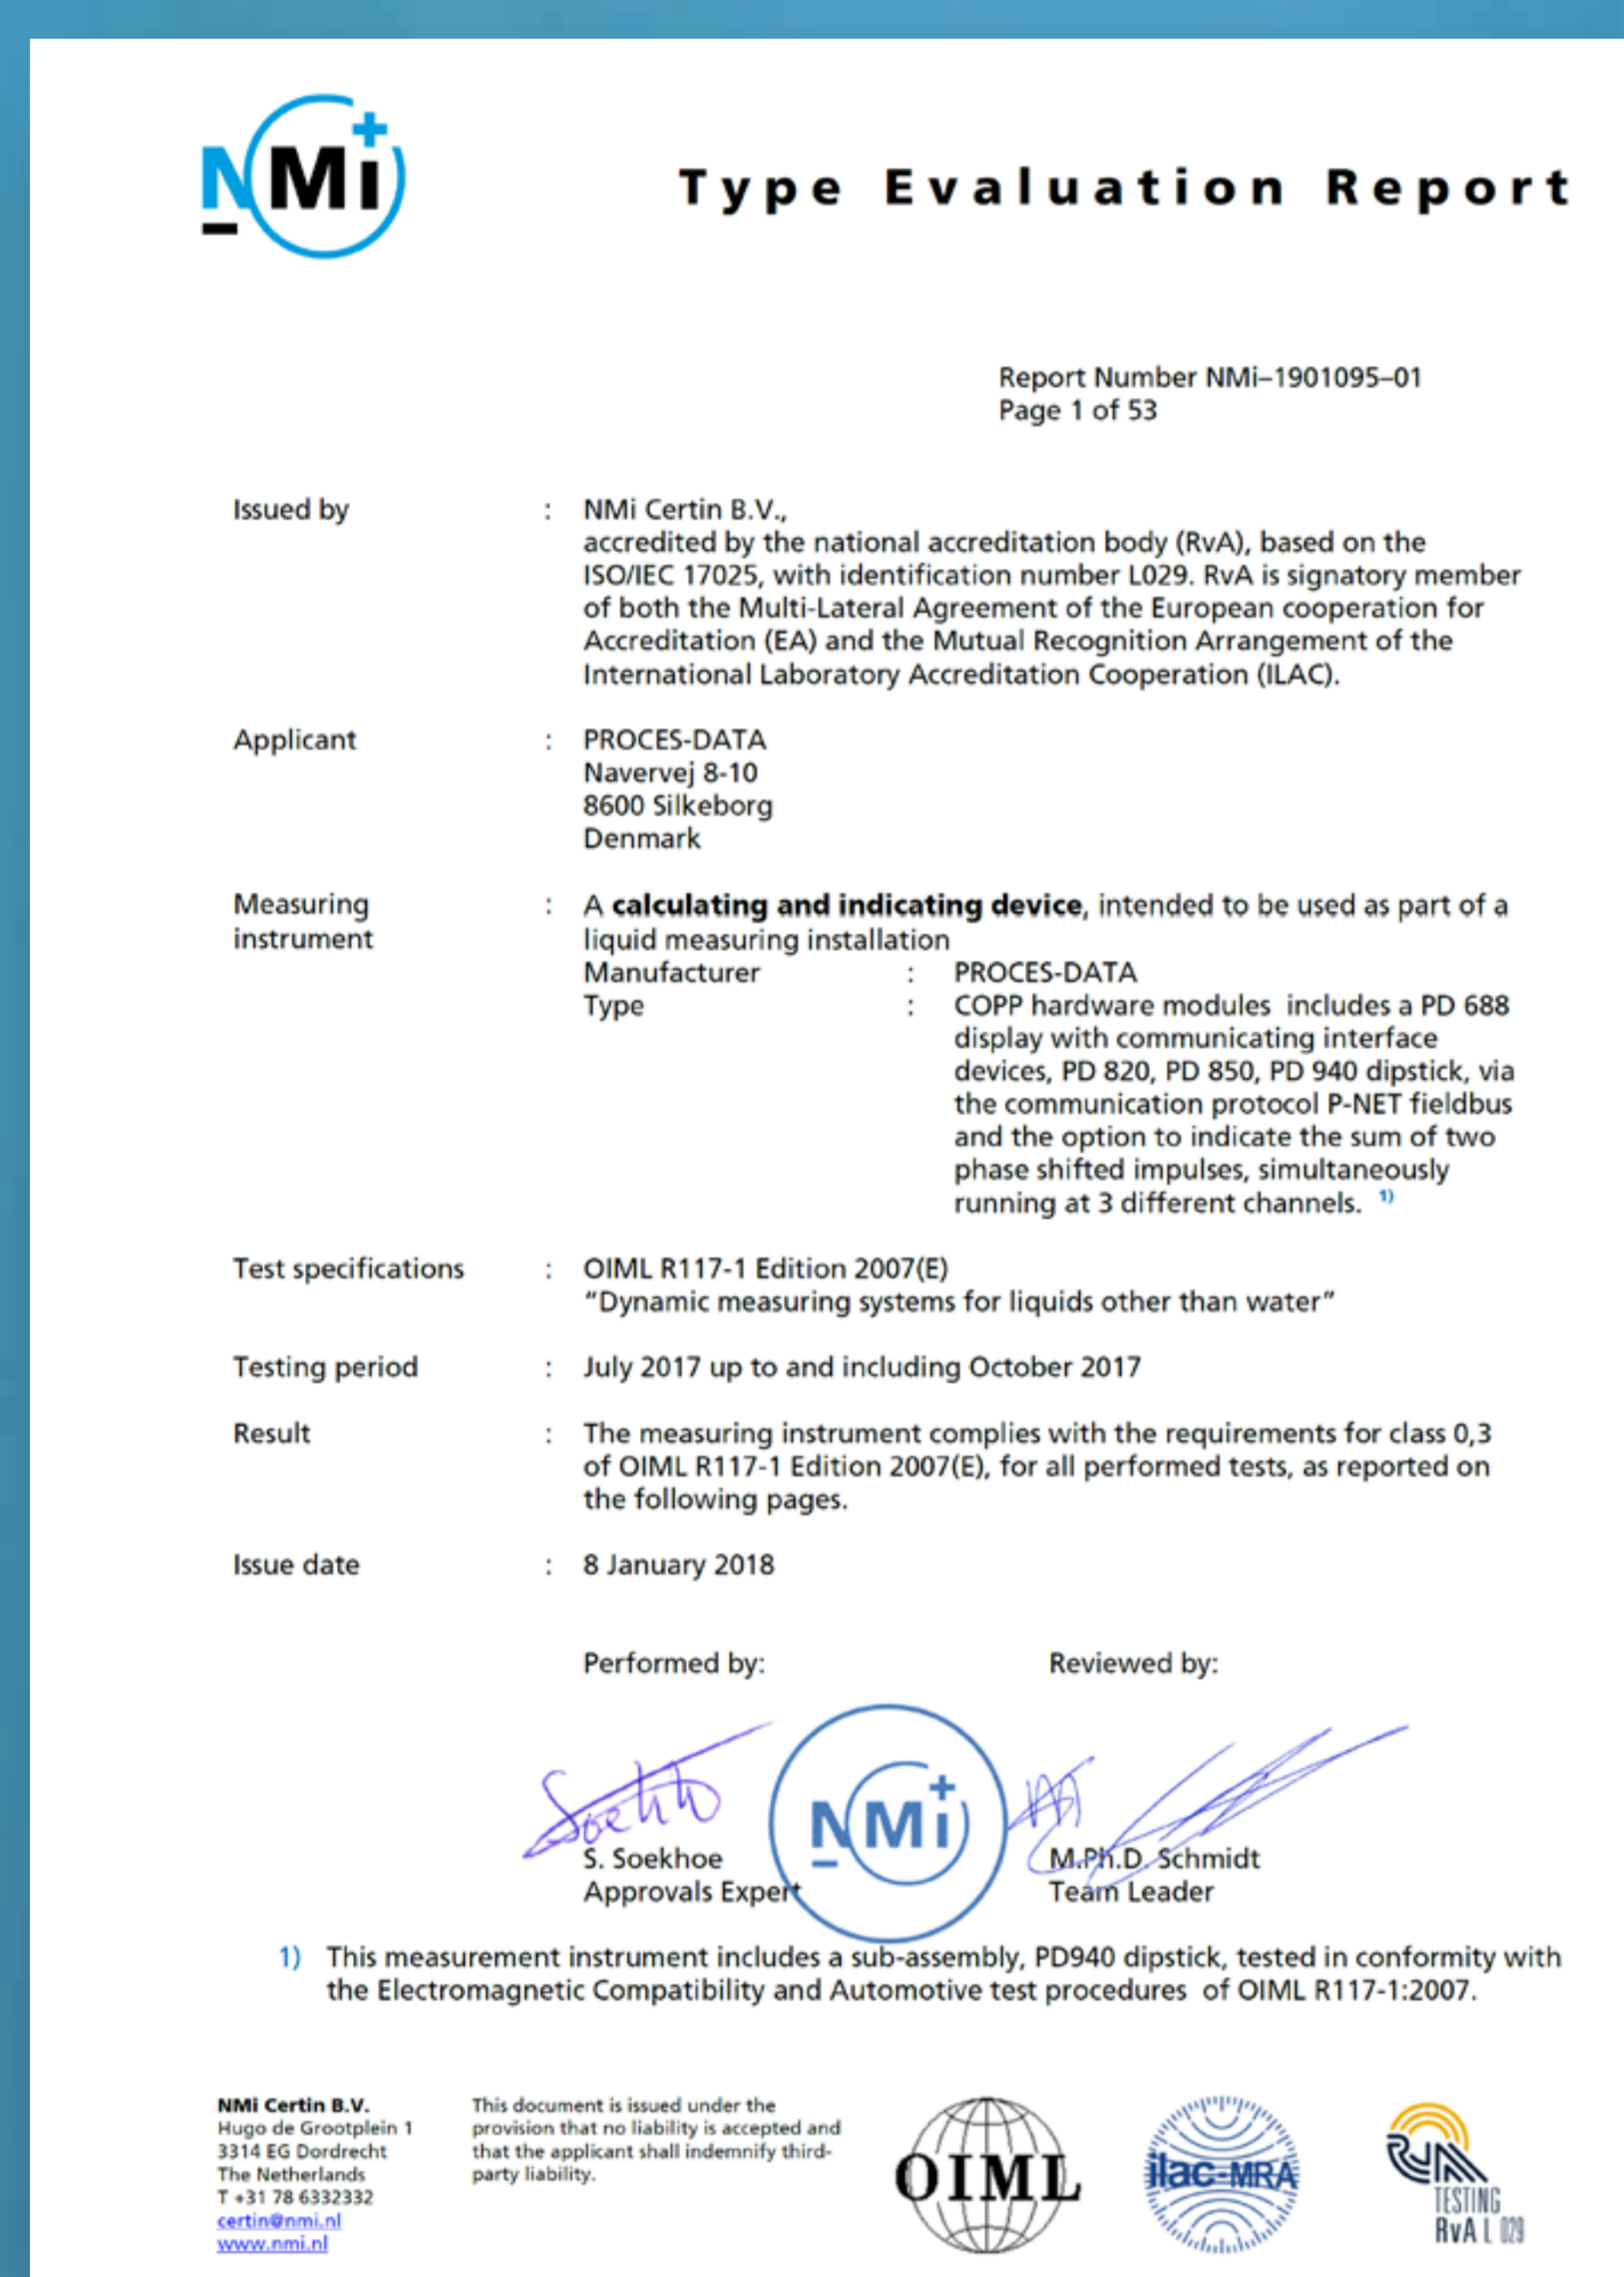 NMi
Type Evaluation Report
Report Number NMi–1901095–01
Page 1 of 53
Issued by : NMi Certin B.V.,
accredited by the national accreditation body (RvA), based on the
ISO/IEC 17025, with identification number L029. RvA is signatory member
of both the Multi-Lateral Agreement of the European cooperation for
Accreditation (EA) and the Mutual Recognition Arrangement of the
International Laboratory Accreditation Cooperation (ILAC).
Applicant : PROCES-DATA
Navervej 8-10
8600 Silkeborg
Denmark
Measuring : A calculating and indicating device, intended to be used as part of a
instrument liquid measuring installation
Manufacturer : PROCES-DATA
Type : COPP hardware modules includes a PD 688
display with communicating interface
devices, PD 820, PD 850, PD 940 dipstick, via
the communication protocol P-NET fieldbus
and the option to indicate the sum of two
phase shifted impulses, simultaneously
running at 3 different channels. 1)
Test specifications : OIML R117-1 Edition 2007(E)
“Dynamic measuring systems for liquids other than water”
Testing period : July 2017 up to and including October 2017
Result : The measuring instrument complies with the requirements for class 0,3
of OIML R117-1 Edition 2007(E), for all performed tests, as reported on
the following pages.
Issue date : 8 January 2018
Performed by: Reviewed by:
NMi
S. Soekhoe M.Ph.D. Schmidt
Approvals Expert Team Leader
1) This measurement instrument includes a sub-assembly, PD940 dipstick, tested in conformity with
the Electromagnetic Compatibility and Automotive test procedures of OIML R117-1:2007.
NMi Certin B.V.
Hugo de Grootplein 1
3314 EG Dordrecht
The Netherlands
T +31 78 6332332
certin@nmi.nl
www.nmi.nl
This document is issued under the
provision that no liability is accepted and
that the applicant shall indemnify third-
party liability.
OIML
ilac-MRA
RvA
TESTING
RvA L 029